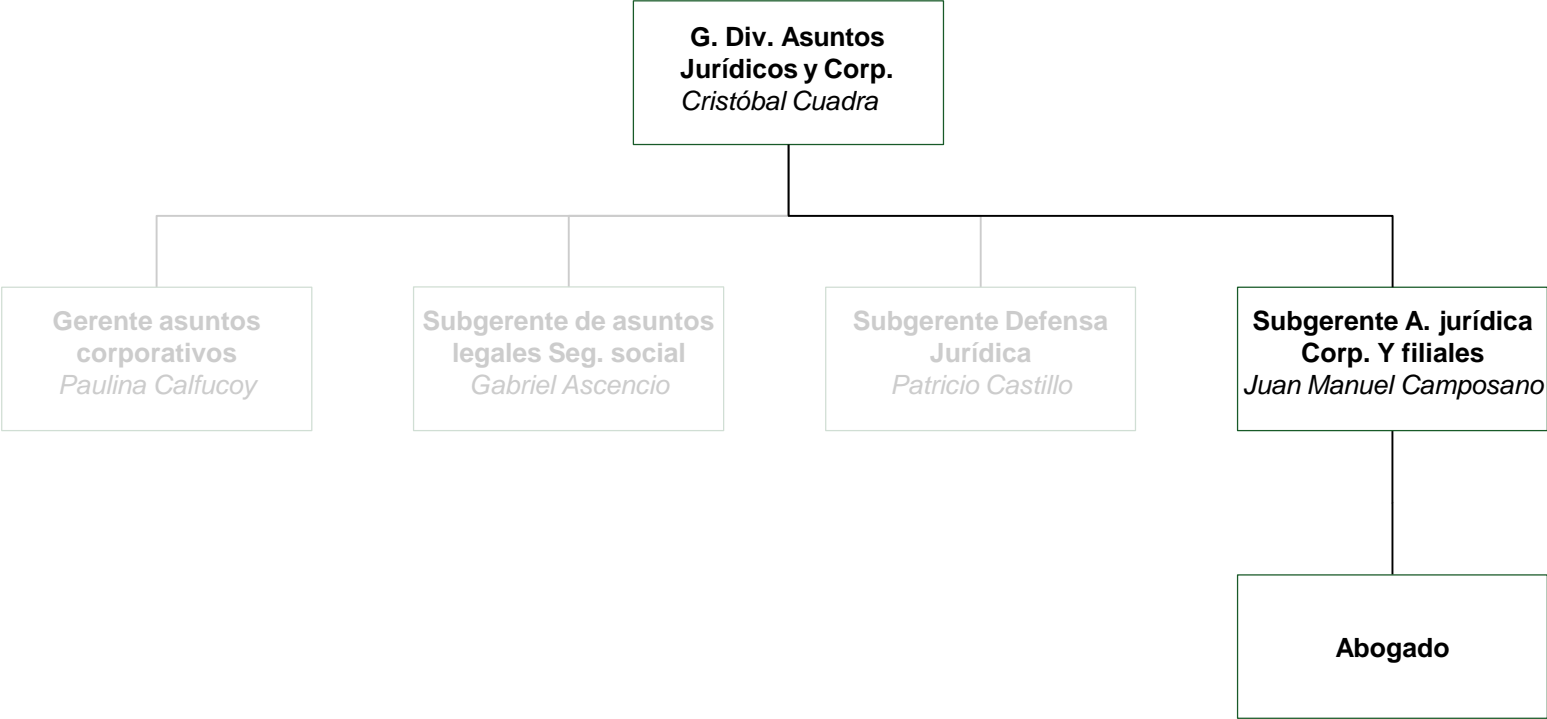 G. Div. Asuntos
Jurídicos y Corp.
Cristóbal Cuadra
Gerente asuntos
corporativos
Paulina Calfucoy
Subgerente de asuntos
legales Seg. social
Gabriel Ascencio
Subgerente Defensa
Jurídica
Patricio Castillo
Subgerente A. jurídica
Corp. Y filiales
Juan Manuel Camposano
Abogado